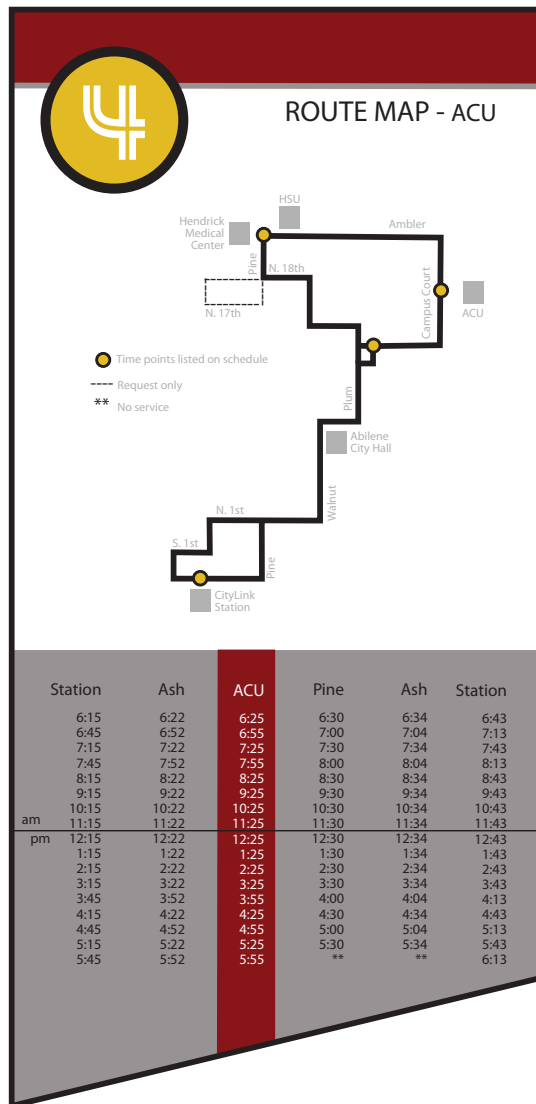 4
ROUTE MAP - ACU
HSU
Hendrick
Medical
Center
Ambler
Pine
N. 18th
N. 17th
Campus Court
ACU
Time points listed on schedule
Request only
** No service
Plum
Abilene
City Hall
Walnut
N. 1st
S. 1st
Pine
CityLink
Station
Station Ash ACU Pine Ash Station
6:15 6:22 6:25 6:30 6:34 6:43
6:45 6:52 6:55 7:00 7:04 7:13
7:15 7:22 7:25 7:30 7:34 7:43
7:45 7:52 7:55 8:00 8:04 8:13
8:15 8:22 8:25 8:30 8:34 8:43
9:15 9:22 9:25 9:30 9:34 9:43
10:15 10:22 10:25 10:30 10:34 10:43
am 11:15 11:22 11:25 11:30 11:34 11:43
pm 12:15 12:22 12:25 12:30 12:34 12:43
1:15 1:22 1:25 1:30 1:34 1:43
2:15 2:22 2:25 2:30 2:34 2:43
3:15 3:22 3:25 3:30 3:34 3:43
3:45 3:52 3:55 4:00 4:04 4:13
4:15 4:22 4:25 4:30 4:34 4:43
4:45 4:52 4:55 5:00 5:04 5:13
5:15 5:22 5:25 5:30 5:34 5:43
5:45 5:52 5:55 ** ** 6:13